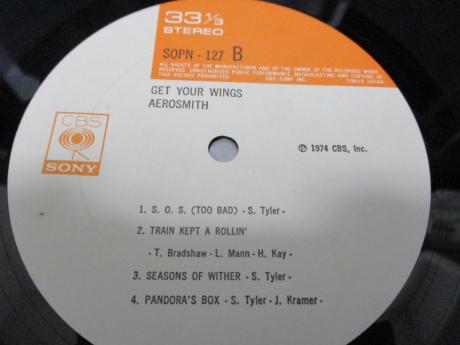 33 1/3
STEREO
SOPN - 127 B
ALL RIGHTS OF THE MANUFACTURER AND OF THE OWNER OF THE RECORDED WORK
RESERVED. UNAUTHORISED PUBLIC PERFORMANCE, BROADCASTING AND COPYING OF
THIS RECORD PROHIBITED. CBS/SONY INC. TOKYO JAPAN
GET YOUR WINGS
AEROSMITH
CBS
SONY
℗ 1974 CBS, Inc.
1. S. O. S. (TOO BAD) - S. Tyler -
2. TRAIN KEPT A ROLLIN'
- T. Bradshaw - L. Mann - H. Kay -
3. SEASONS OF WITHER - S. Tyler -
4. PANDORA'S BOX - S. Tyler - J. Kramer -